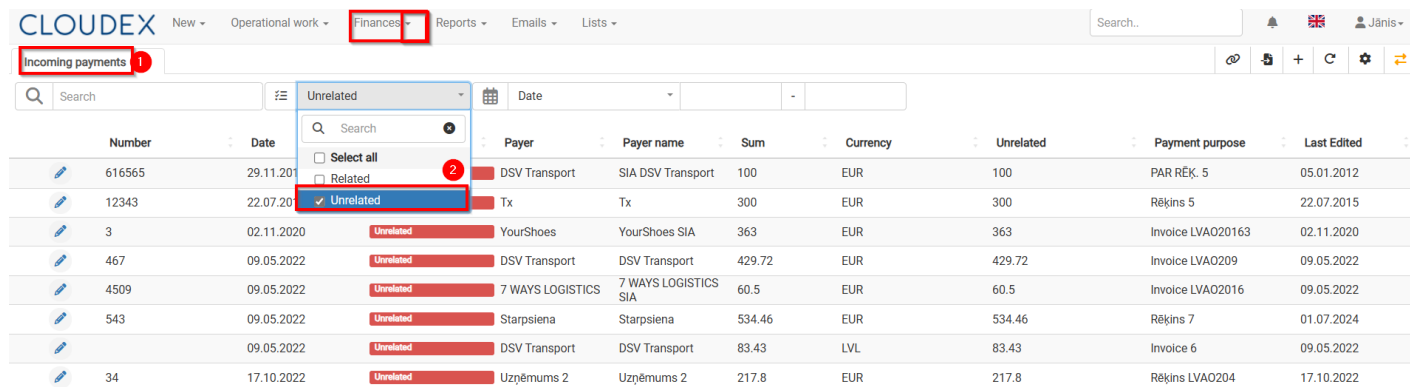 CLOUDEX New Operational work Finances Reports Emails Lists Search.. Jānis
Incoming payments 1
Search Unrelated Date -
Search
Number Date Payer Payer name Sum Currency Unrelated Payment purpose Last Edited
Select all
616565 29.11.201 Related 2 DSV Transport SIA DSV Transport 100 EUR 100 PAR RĒĶ. 5 05.01.2012
12343 22.07.201 Unrelated Tx Tx 300 EUR 300 Rēķins 5 22.07.2015
3 02.11.2020 Unrelated YourShoes YourShoes SIA 363 EUR 363 Invoice LVAO20163 02.11.2020
467 09.05.2022 Unrelated DSV Transport DSV Transport 429.72 EUR 429.72 Invoice LVAO209 09.05.2022
4509 09.05.2022 Unrelated 7 WAYS LOGISTICS 7 WAYS LOGISTICS SIA 60.5 EUR 60.5 Invoice LVAO2016 09.05.2022
543 09.05.2022 Unrelated Starpsiena Starpsiena 534.46 EUR 534.46 Rēķins 7 01.07.2024
09.05.2022 Unrelated DSV Transport DSV Transport 83.43 LVL 83.43 Invoice 6 09.05.2022
34 17.10.2022 Unrelated Uzņēmums 2 Uzņēmums 2 217.8 EUR 217.8 Rēķins LVAO204 17.10.2022